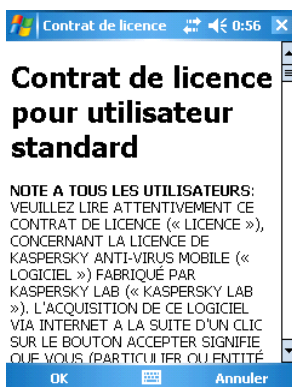 Contrat de licence 0:56
Contrat de licence
pour utilisateur
standard
NOTE A TOUS LES UTILISATEURS:
VEUILLEZ LIRE ATTENTIVEMENT CE
CONTRAT DE LICENCE (« LICENCE »),
CONCERNANT LA LICENCE DE
KASPERSKY ANTI-VIRUS MOBILE («
LOGICIEL ») FABRIQUÉ PAR
KASPERSKY LAB (« KASPERSKY LAB
»). L'ACQUISITION DE CE LOGICIEL
VIA INTERNET A LA SUITE D'UN CLIC
SUR LE BOUTON ACCEPTER SIGNIFIE
QUE VOUS (PARTICULIER OU ENTITÉ
OK Annuler